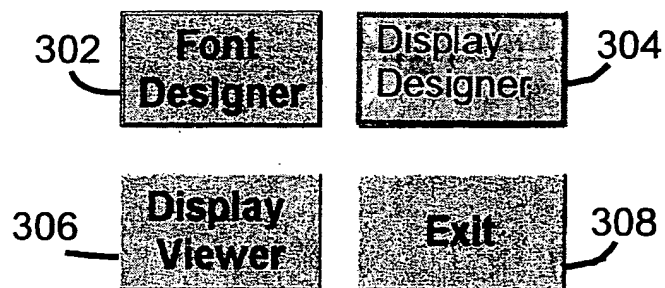 302
Font
Designer
Display
Designer
304
306
Display
Viewer
Exit
308